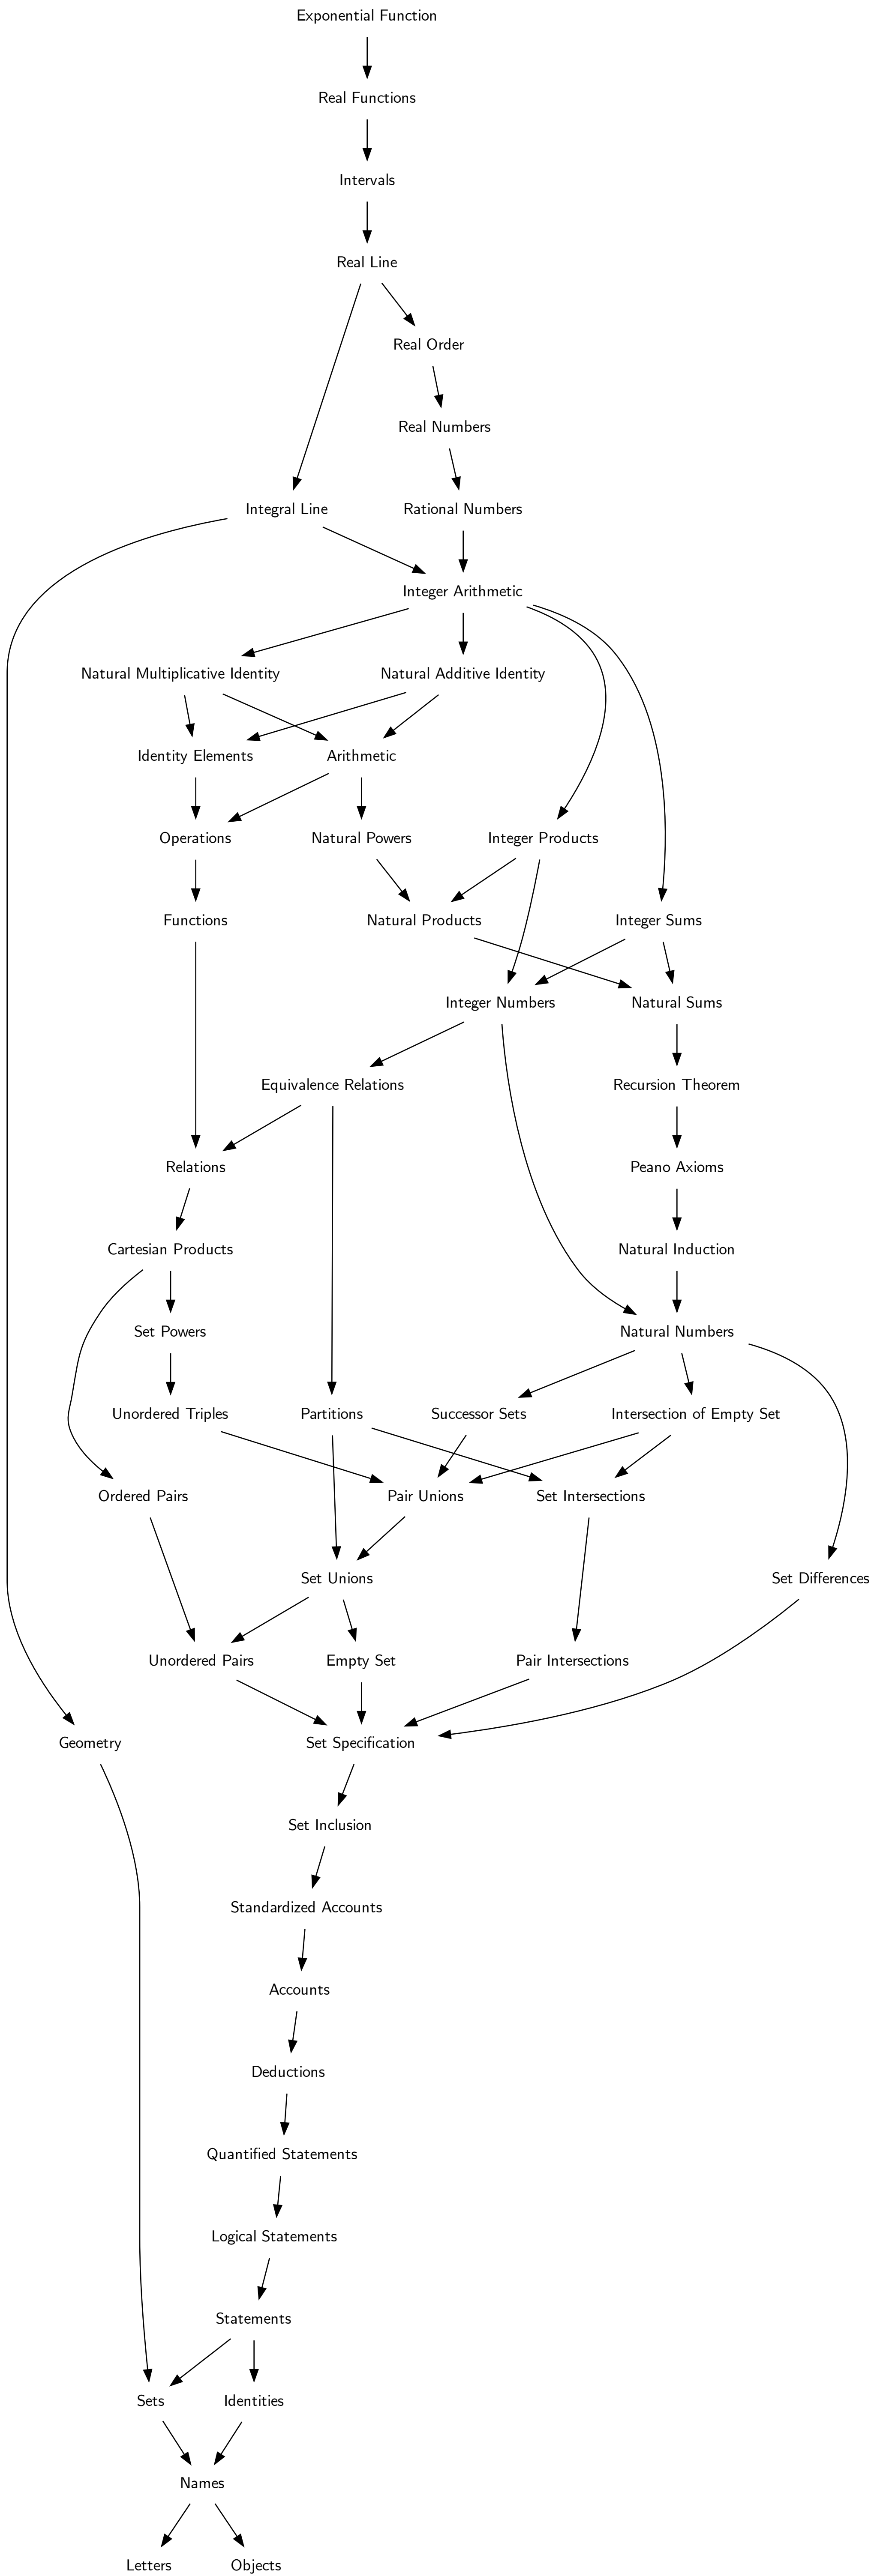 Exponential Function
Real Functions
Intervals
Real Line
Real Order
Real Numbers
Integral Line
Rational Numbers
Integer Arithmetic
Natural Multiplicative Identity
Natural Additive Identity
Identity Elements
Arithmetic
Operations
Natural Powers
Integer Products
Functions
Natural Products
Integer Sums
Integer Numbers
Natural Sums
Equivalence Relations
Recursion Theorem
Relations
Peano Axioms
Cartesian Products
Natural Induction
Set Powers
Natural Numbers
Unordered Triples
Partitions
Successor Sets
Intersection of Empty Set
Ordered Pairs
Pair Unions
Set Intersections
Set Unions
Set Differences
Unordered Pairs
Empty Set
Pair Intersections
Geometry
Set Specification
Set Inclusion
Standardized Accounts
Accounts
Deductions
Quantified Statements
Logical Statements
Statements
Sets
Identities
Names
Letters
Objects